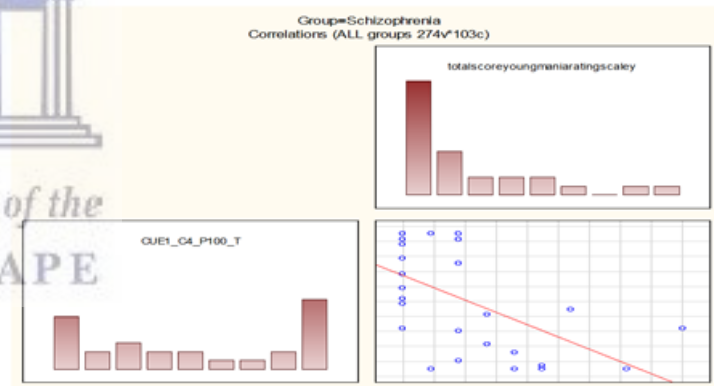 Group=Schizophrenia
Correlations (ALL groups 274v*103c)
totalscoreyoungmaniaratingscaley
of the
CUE1_C4_P100_T
APE